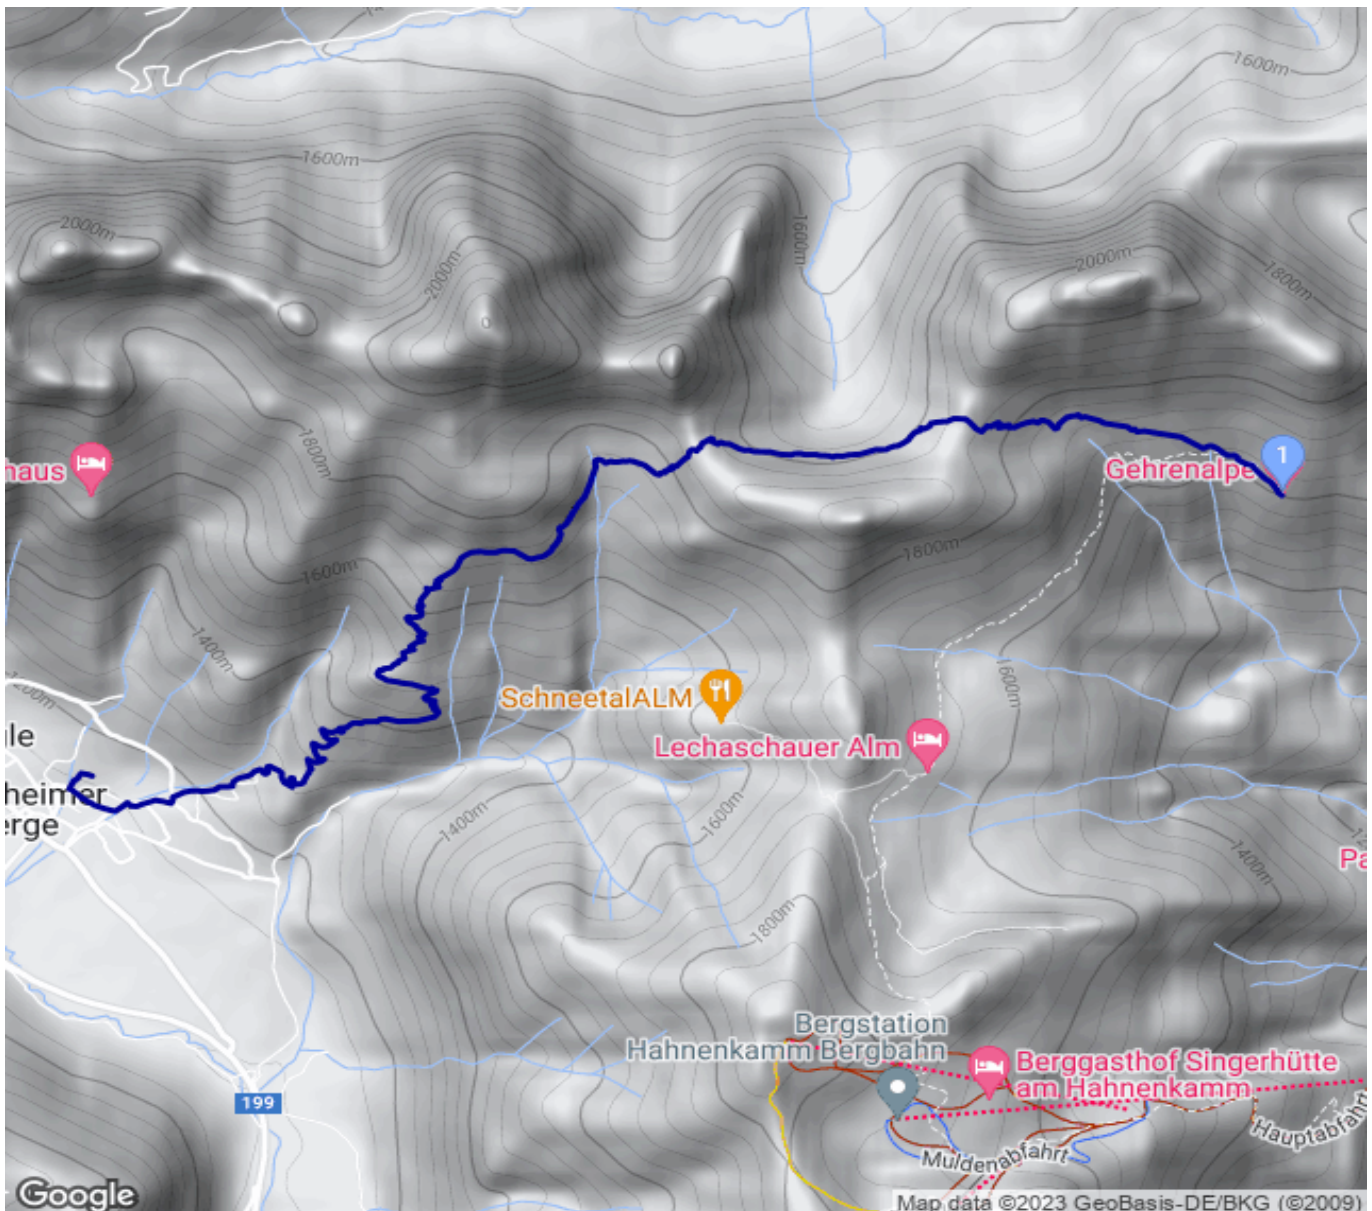 1600m
1600m
2000m
1600m
2000m
2000m
1800m
1
haus
Gehrenalpe
1800m
1800m
1600m
1400m
1600m
1200m
SchneetalALM
le
Lechaschauer Alm
heimer
erge
1400m
1600m
1400m
Pa
1800m
Bergstation
Hahnenkamm Bergbahn
Berggasthof Singerhütte
am Hahnenkamm
199
Hauptabfahrt
Muldenabfahrt
Google
Map data ©2023 GeoBasis-DE/BKG (©2009)